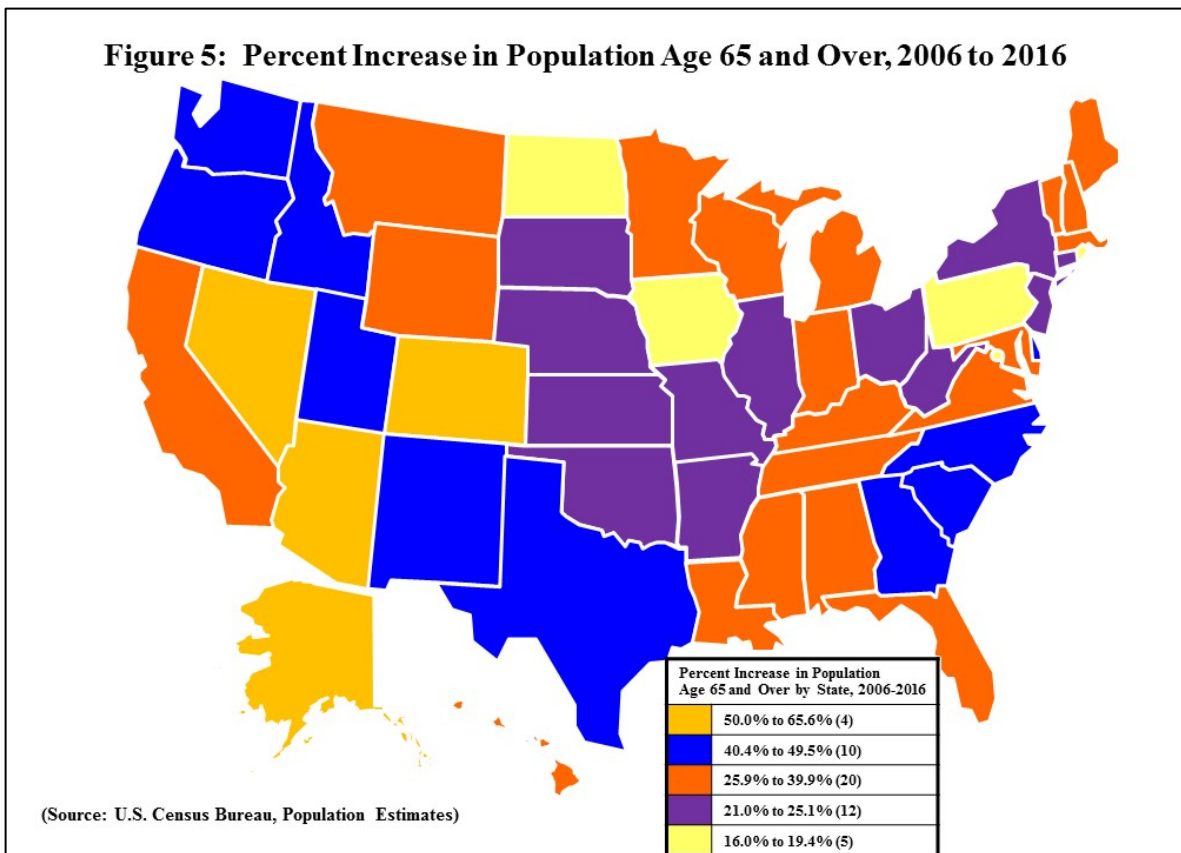 Figure 5: Percent Increase in Population Age 65 and Over, 2006 to 2016
Percent Increase in Population
Age 65 and Over by State, 2006-2016
50.0% to 65.6% (4)
40.4% to 49.5% (10)
25.9% to 39.9% (20)
21.0% to 25.1% (12)
16.0% to 19.4% (5)
(Source: U.S. Census Bureau, Population Estimates)